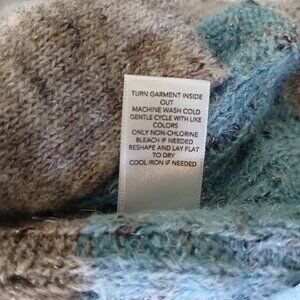 TURN GARMENT INSIDE
OUT
MACHINE WASH COLD
GENTLE CYCLE WITH LIKE
COLORS
ONLY NON-CHLORINE
BLEACH IF NEEDED
RESHAPE AND LAY FLAT
TO DRY
COOL IRON IF NEEDED